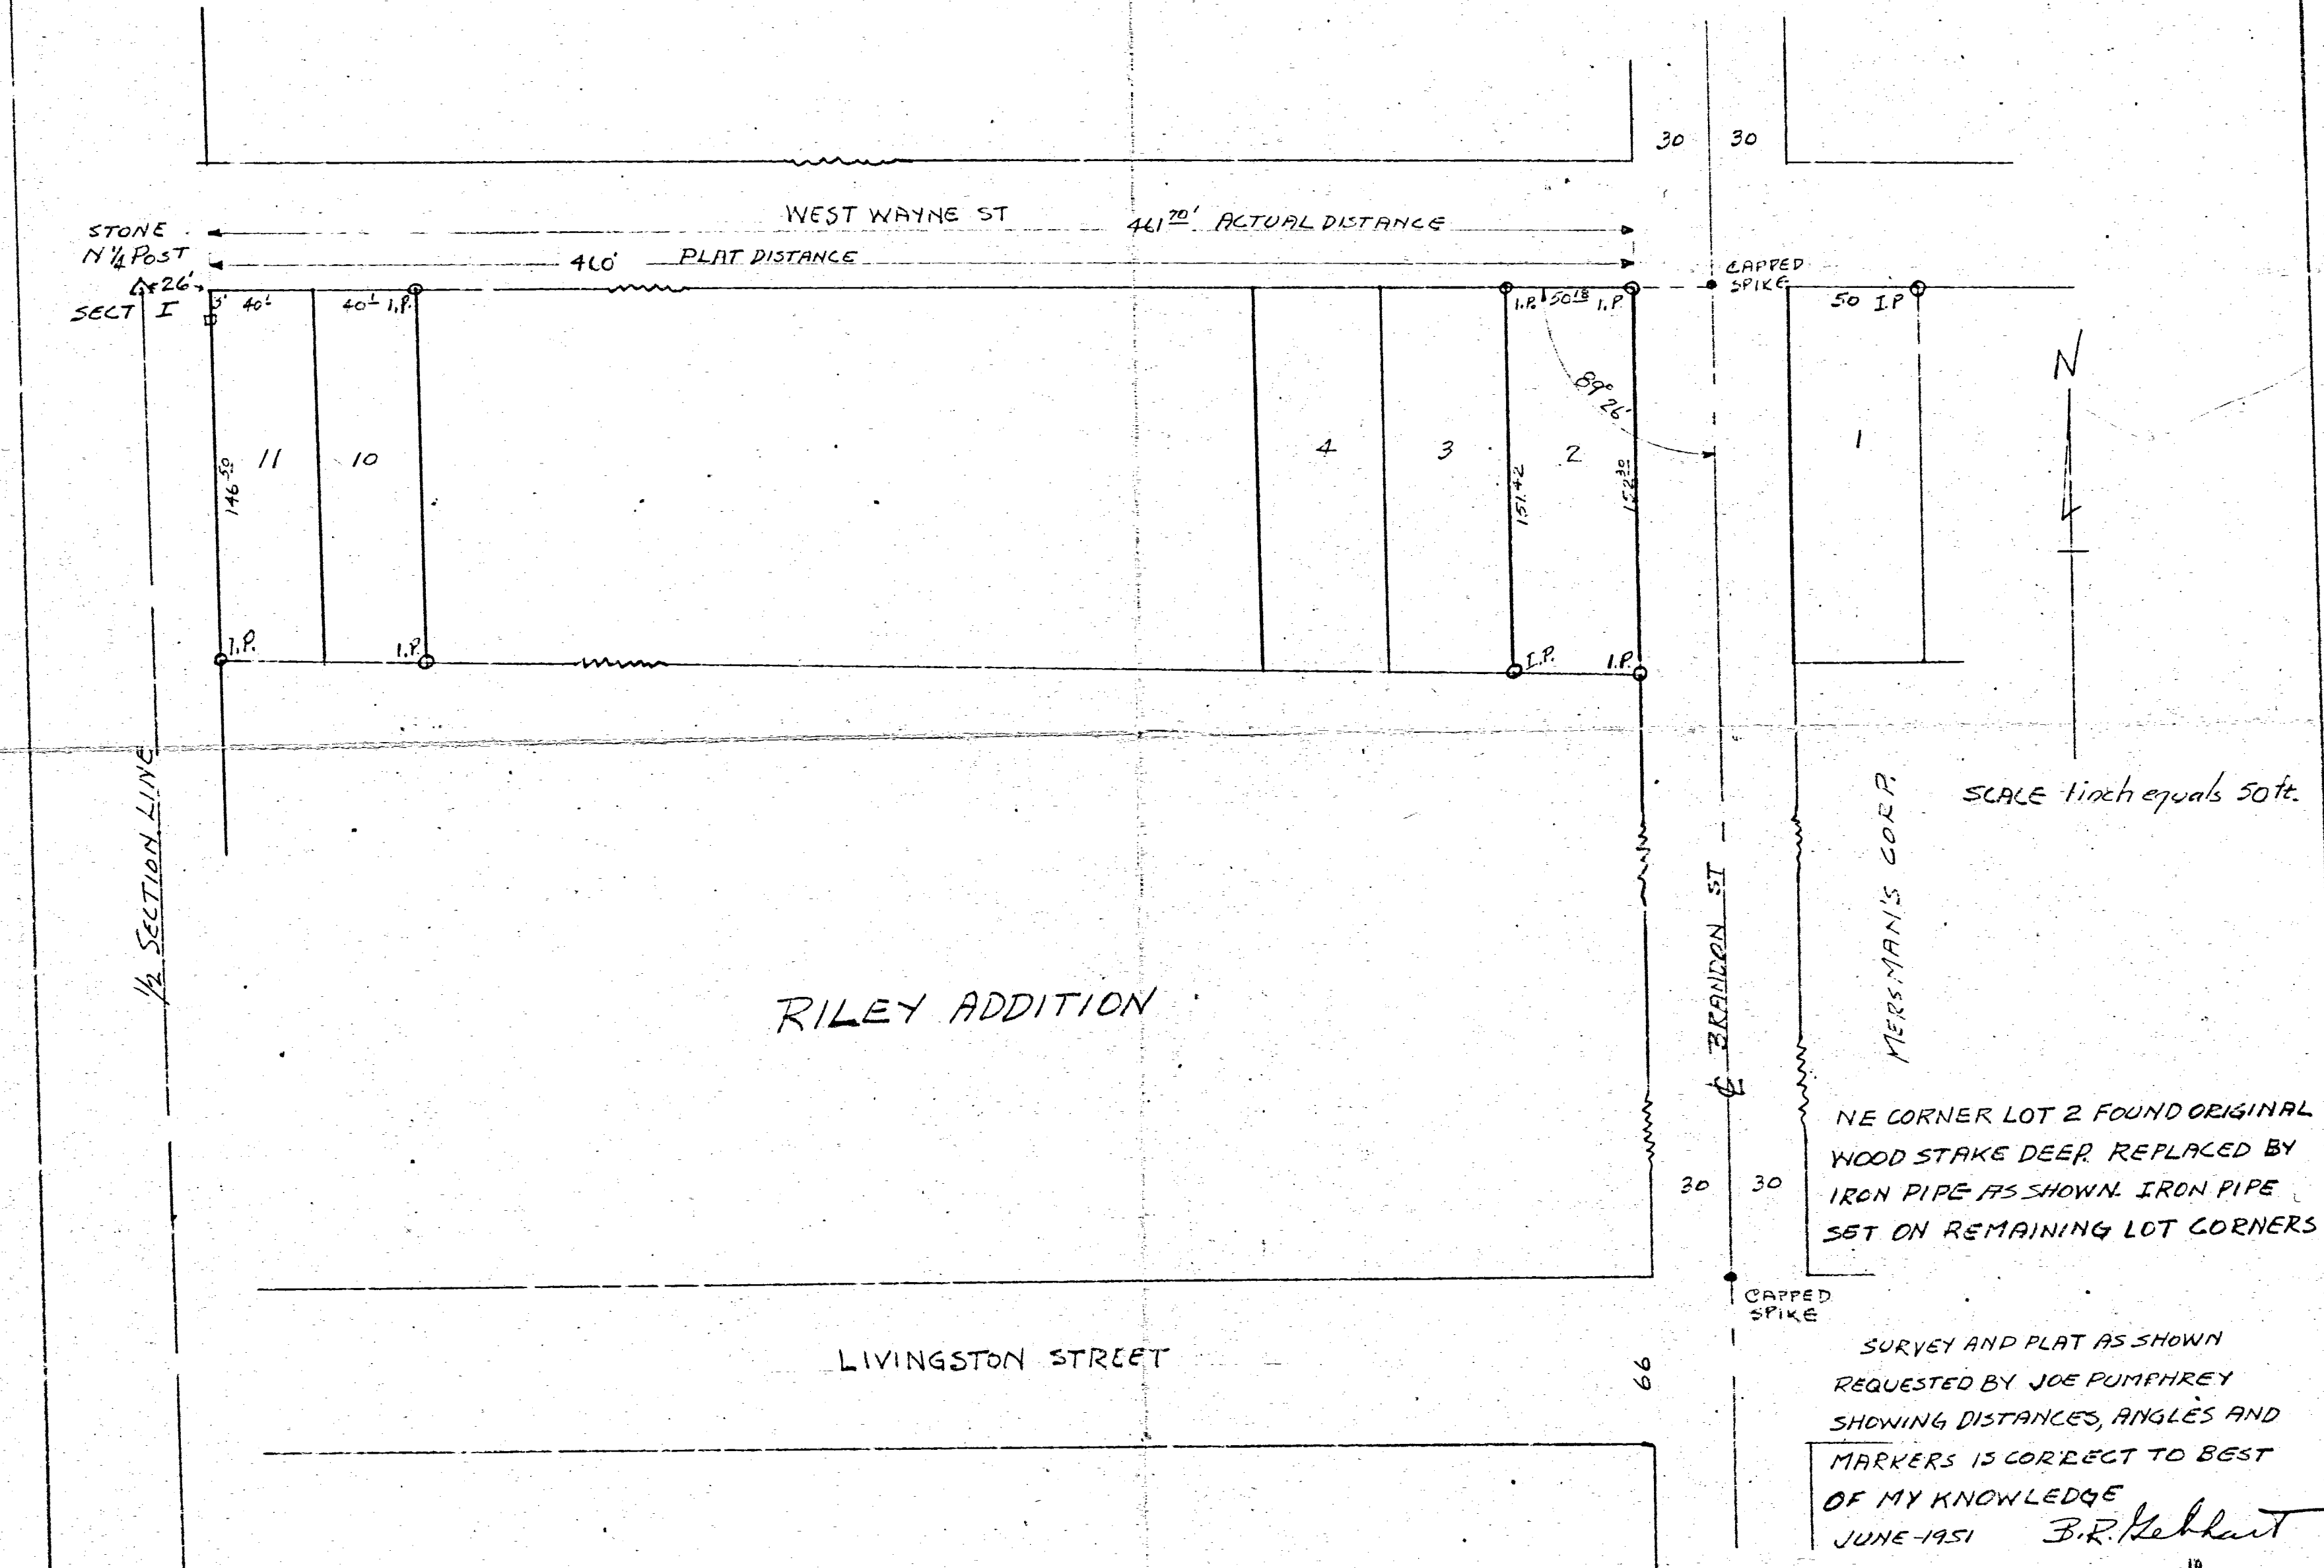 30 30
WEST WAYNE ST
461 70' ACTUAL DISTANCE
460' PLAT DISTANCE
STONE
N 1/4 POST
26'
SECT I
5' 40' 40' I.P.
I.P. 50 18 I.P.
CAPPED
SPIKE
50 I.P
N
89° 26'
11 10 4 3 2 1
146 50
151.42
152 30
I.P. I.P. I.P. I.P.
SCALE 1 inch equals 50 ft.
1/2 SECTION LINE
BRANDON ST
MERSMAN'S CORP.
RILEY ADDITION
NE CORNER LOT 2 FOUND ORIGINAL
WOOD STAKE DEEP. REPLACED BY
IRON PIPE AS SHOWN. IRON PIPE
SET ON REMAINING LOT CORNERS
30 30
CAPPED
SPIKE
LIVINGSTON STREET
66
SURVEY AND PLAT AS SHOWN
REQUESTED BY JOE PUMPHREY
SHOWING DISTANCES, ANGLES AND
MARKERS IS CORRECT TO BEST
OF MY KNOWLEDGE
JUNE-1951 B.R. Gebhart